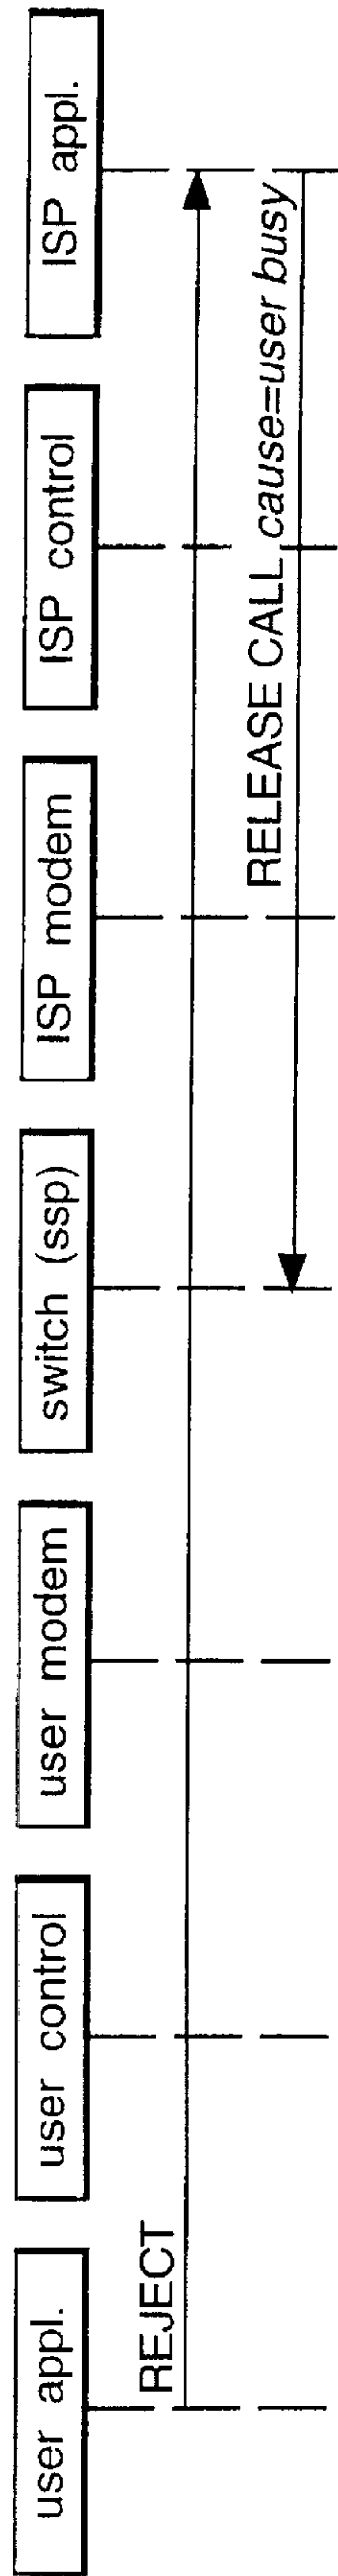 user appl.
user control
user modem
switch (ssp)
ISP modem
ISP control
ISP appl.
REJECT
RELEASE CALL cause=user busy